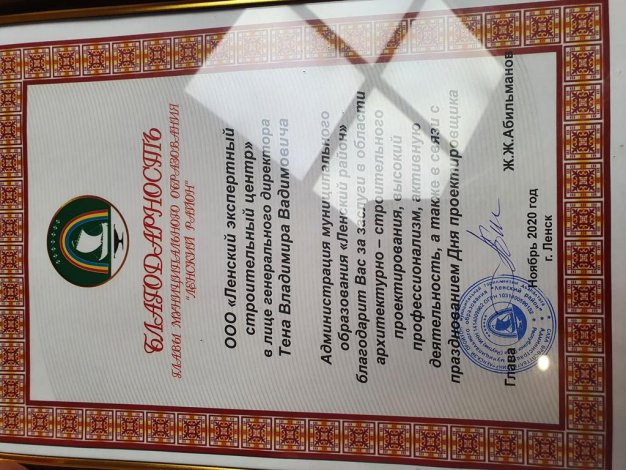 БЛАГОДАРНОСТЬ
ГЛАВЫ МУНИЦИПАЛЬНОГО ОБРАЗОВАНИЯ
"ЛЕНСКИЙ РАЙОН"
ООО «Ленский экспертный
строительный центр»
в лице генерального директора
Тена Владимира Вадимовича
Администрация муниципального
образования «Ленский район»
благодарит Вас за заслуги в области
архитектурно – строительного
проектирования, высокий
профессионализм, активную
деятельность, а также в связи с
празднованием Дня проектировщика
Глава
Ж.Ж.Абильманов
Ноябрь 2020 год
г. Ленск